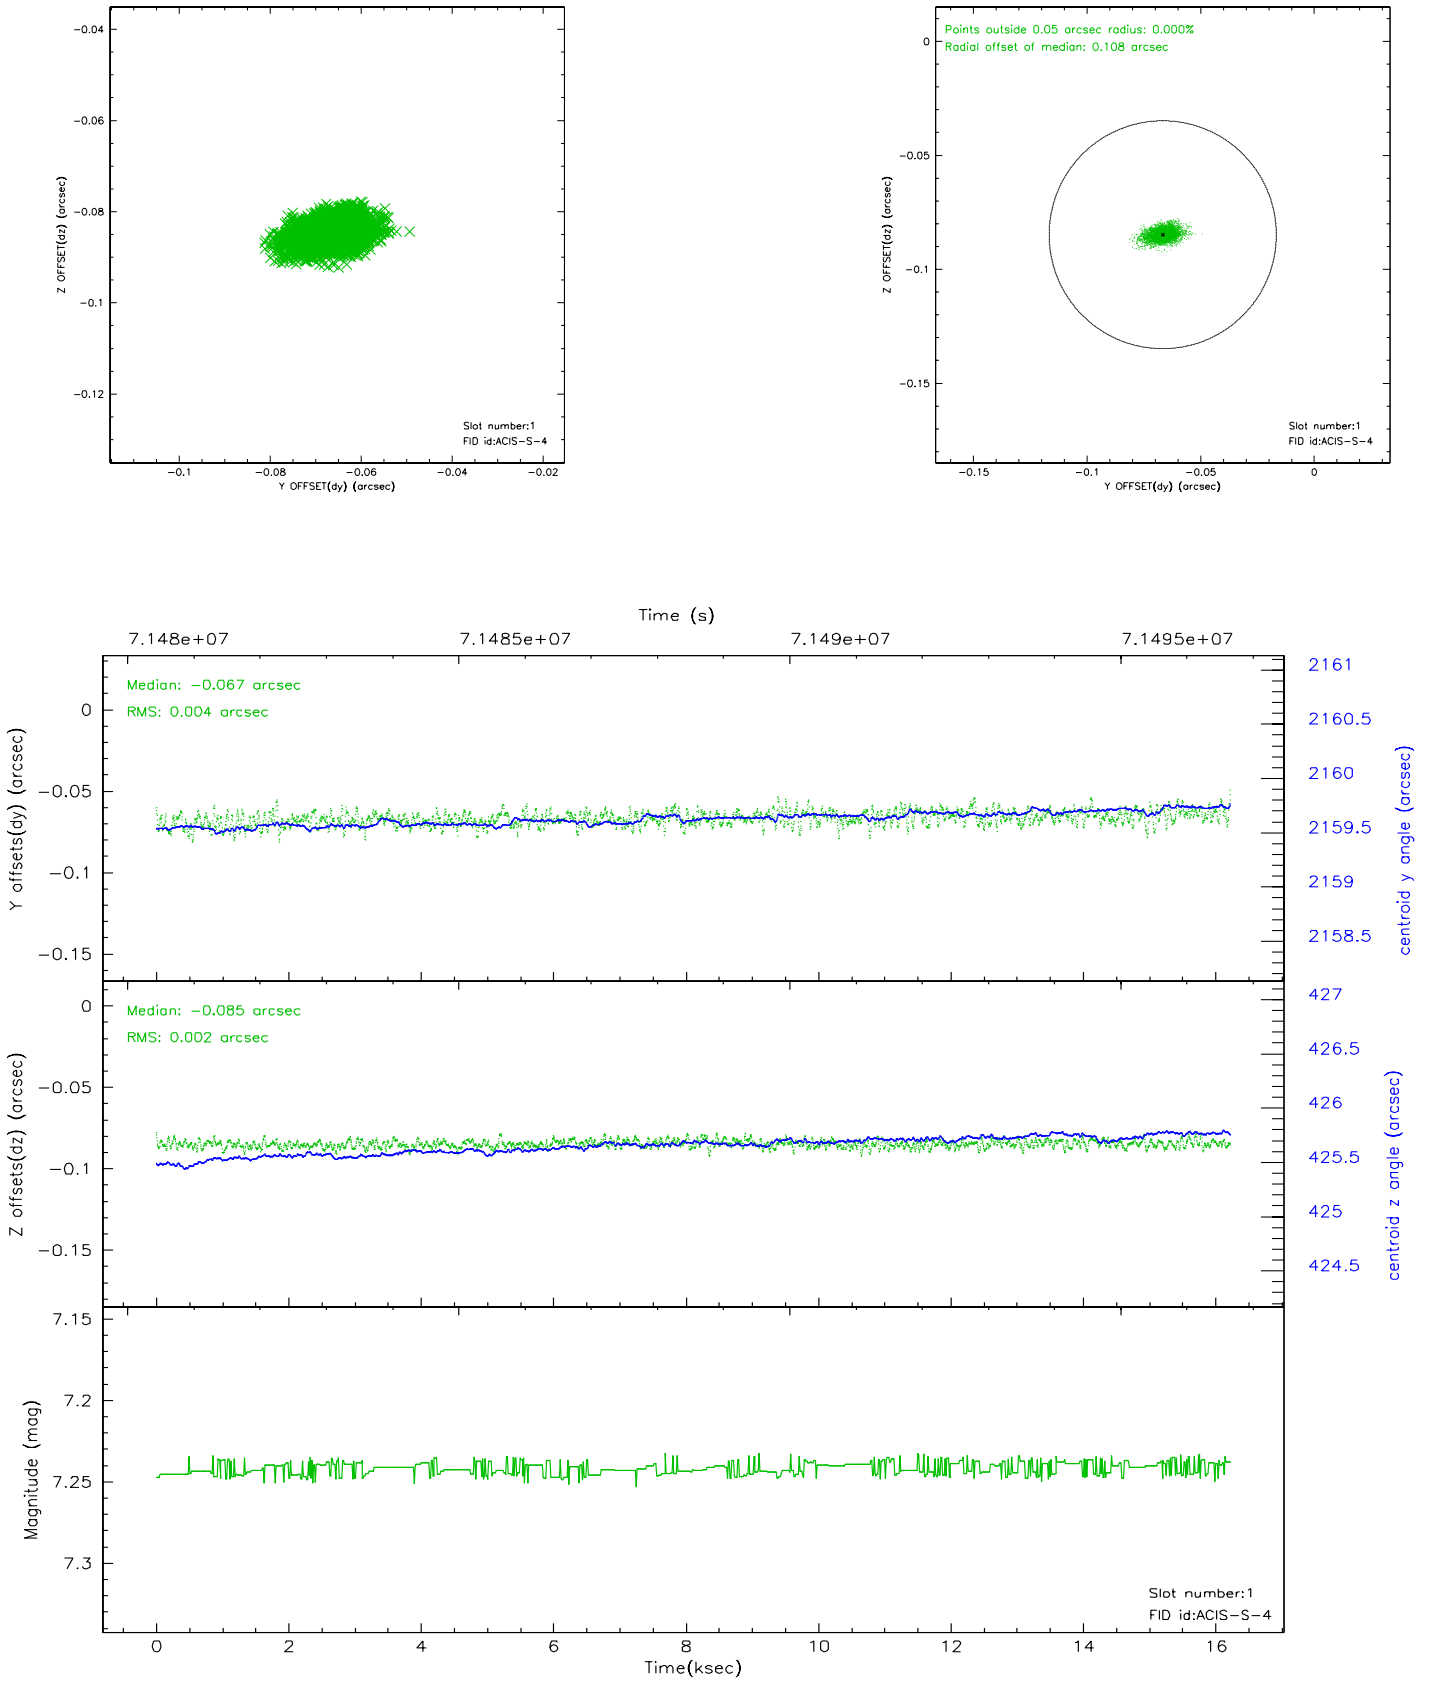 −0.04
−0.06
−0.08
−0.1
−0.12
Z OFFSET(dz) (arcsec)
Slot number:1
FID id:ACIS−S−4
−0.1 −0.08 −0.06 −0.04 −0.02
Y OFFSET(dy) (arcsec)
Points outside 0.05 arcsec radius: 0.000%
Radial offset of median: 0.108 arcsec
0
−0.05
−0.1
−0.15
Z OFFSET(dz) (arcsec)
Slot number:1
FID id:ACIS−S−4
−0.15 −0.1 −0.05 0
Y OFFSET(dy) (arcsec)
Time (s)
7.148e+07 7.1485e+07 7.149e+07 7.1495e+07
Median: −0.067 arcsec
RMS: 0.004 arcsec
0
−0.05
−0.1
−0.15
Y offsets(dy) (arcsec)
2161
2160.5
2160
2159.5
2159
2158.5
centroid y angle (arcsec)
Median: −0.085 arcsec
RMS: 0.002 arcsec
0
−0.05
−0.1
−0.15
Z offsets(dz) (arcsec)
427
426.5
426
425.5
425
424.5
centroid z angle (arcsec)
7.15
7.2
7.25
7.3
Magnitude (mag)
Slot number:1
FID id:ACIS−S−4
0 2 4 6 8 10 12 14 16
Time(ksec)